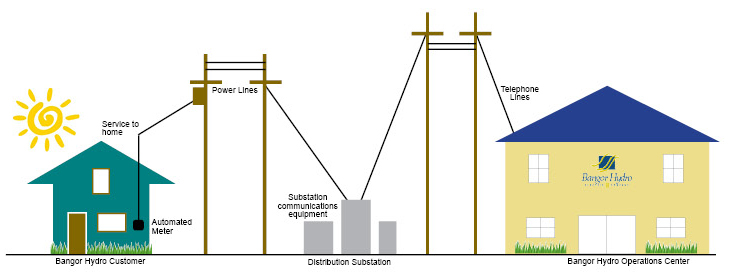 Power Lines
Telephone
Lines
Service to
home
Bangor Hydro
Substation
communications
equipment
Automated
Meter
Bangor Hydro Customer
Distribution Substation
Bangor Hydro Operations Center